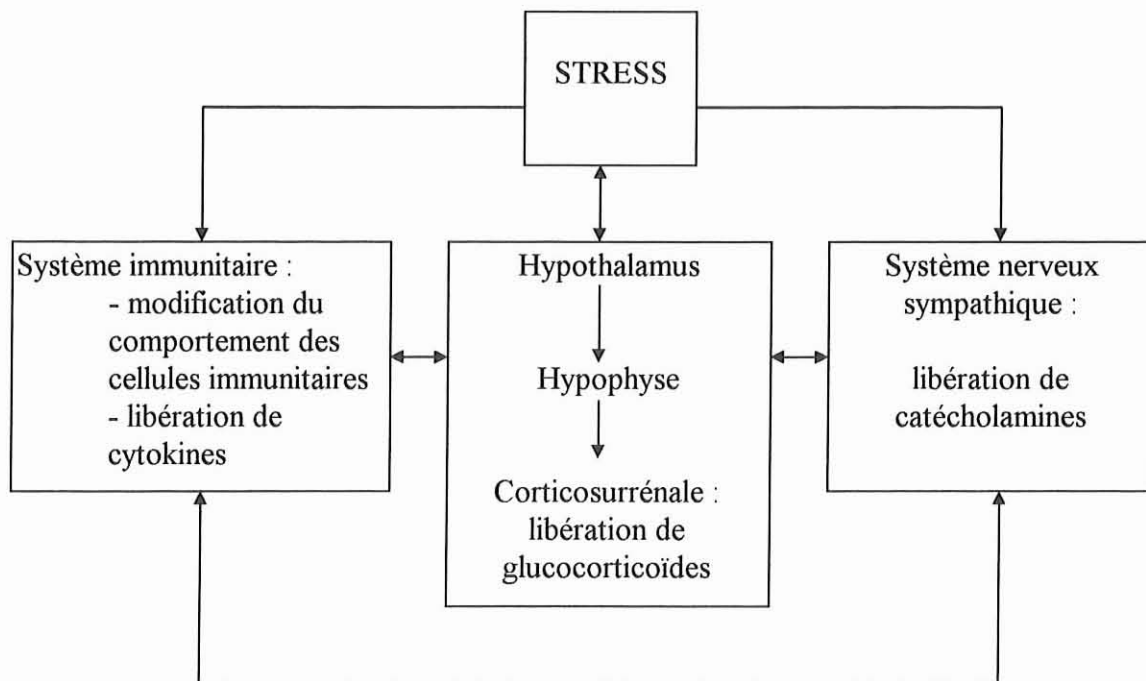 STRESS
Système immunitaire :
- modification du
comportement des
cellules immunitaires
- libération de
cytokines
Hypothalamus
Hypophyse
Corticosurrénale :
libération de
glucocorticoïdes
Système nerveux
sympathique :
libération de
catécholamines